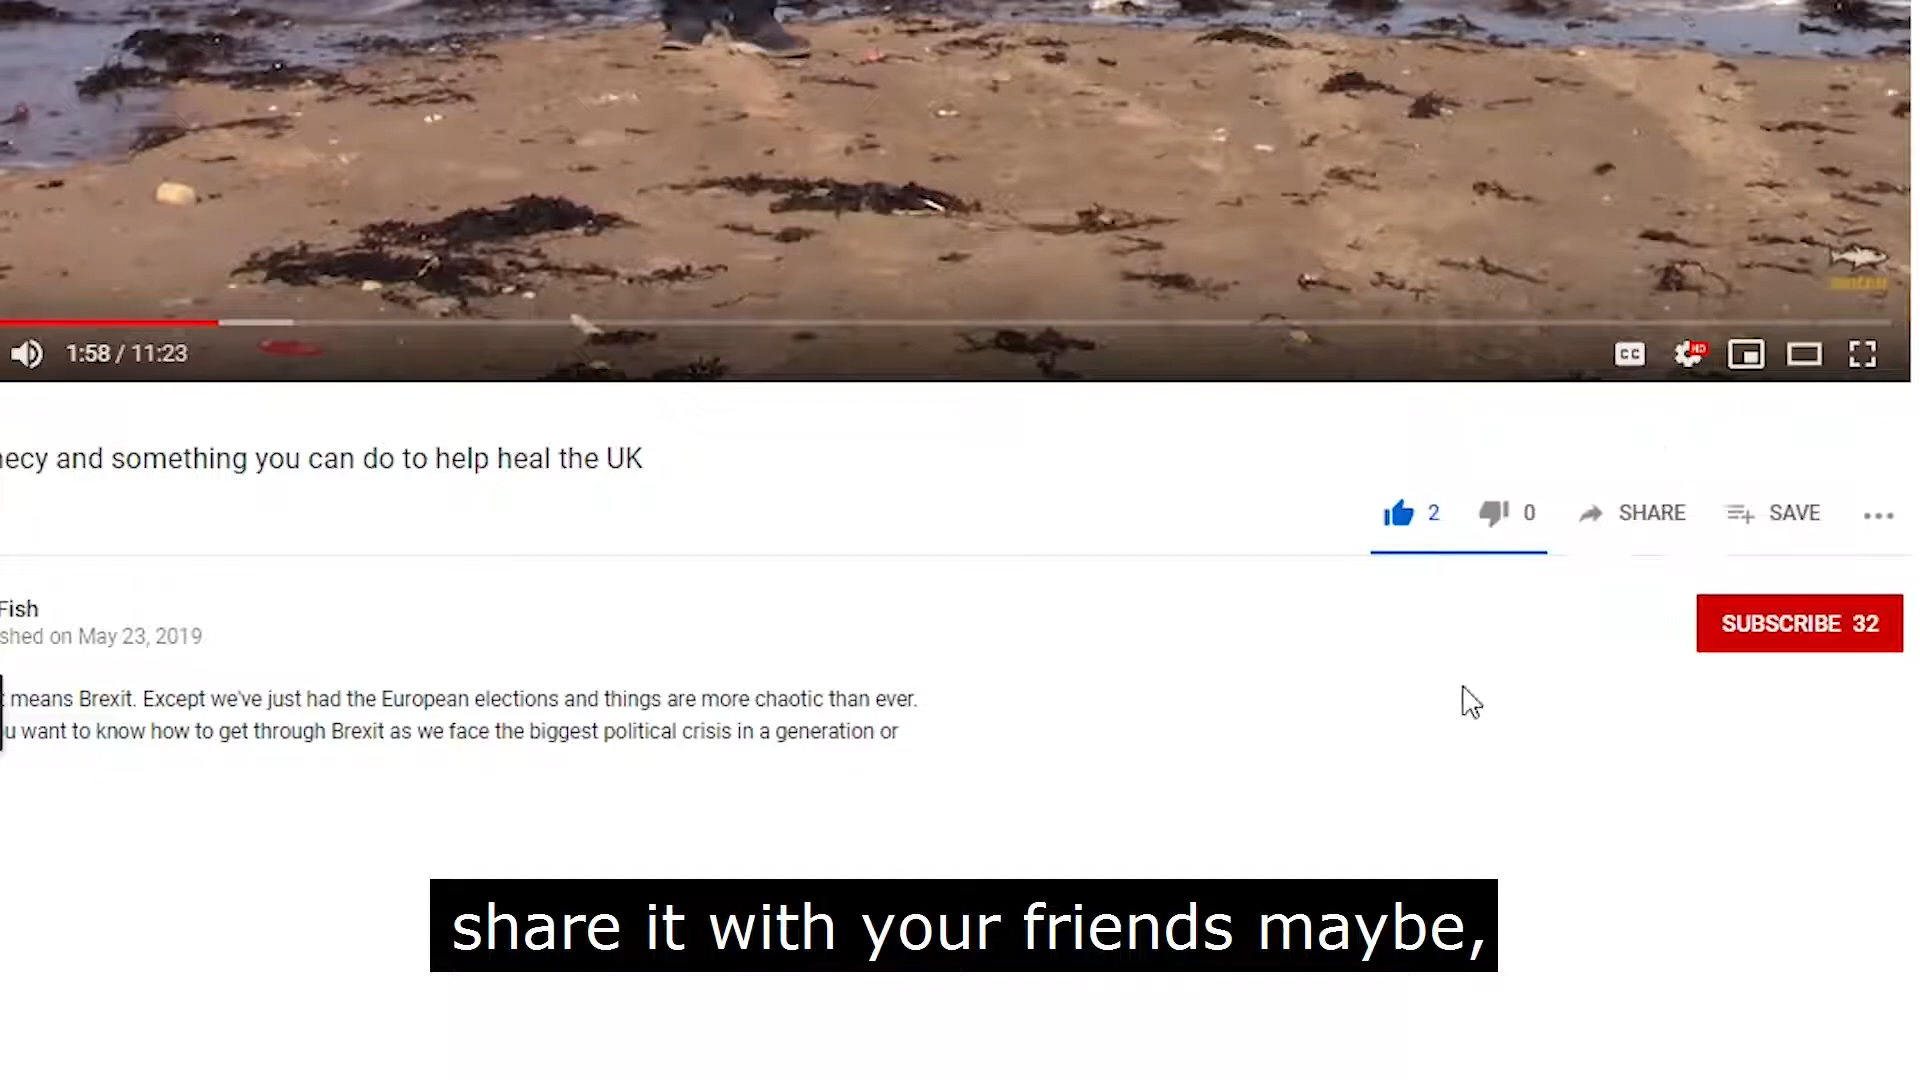 1:58 / 11:23
CC
HD
and something you can do to help heal the UK
2
0
SHARE
SAVE
Fish
on May 23, 2019
SUBSCRIBE 32
means Brexit. Except we've just had the European elections and things are more chaotic than ever.
want to know how to get through Brexit as we face the biggest political crisis in a generation or
share it with your friends maybe,